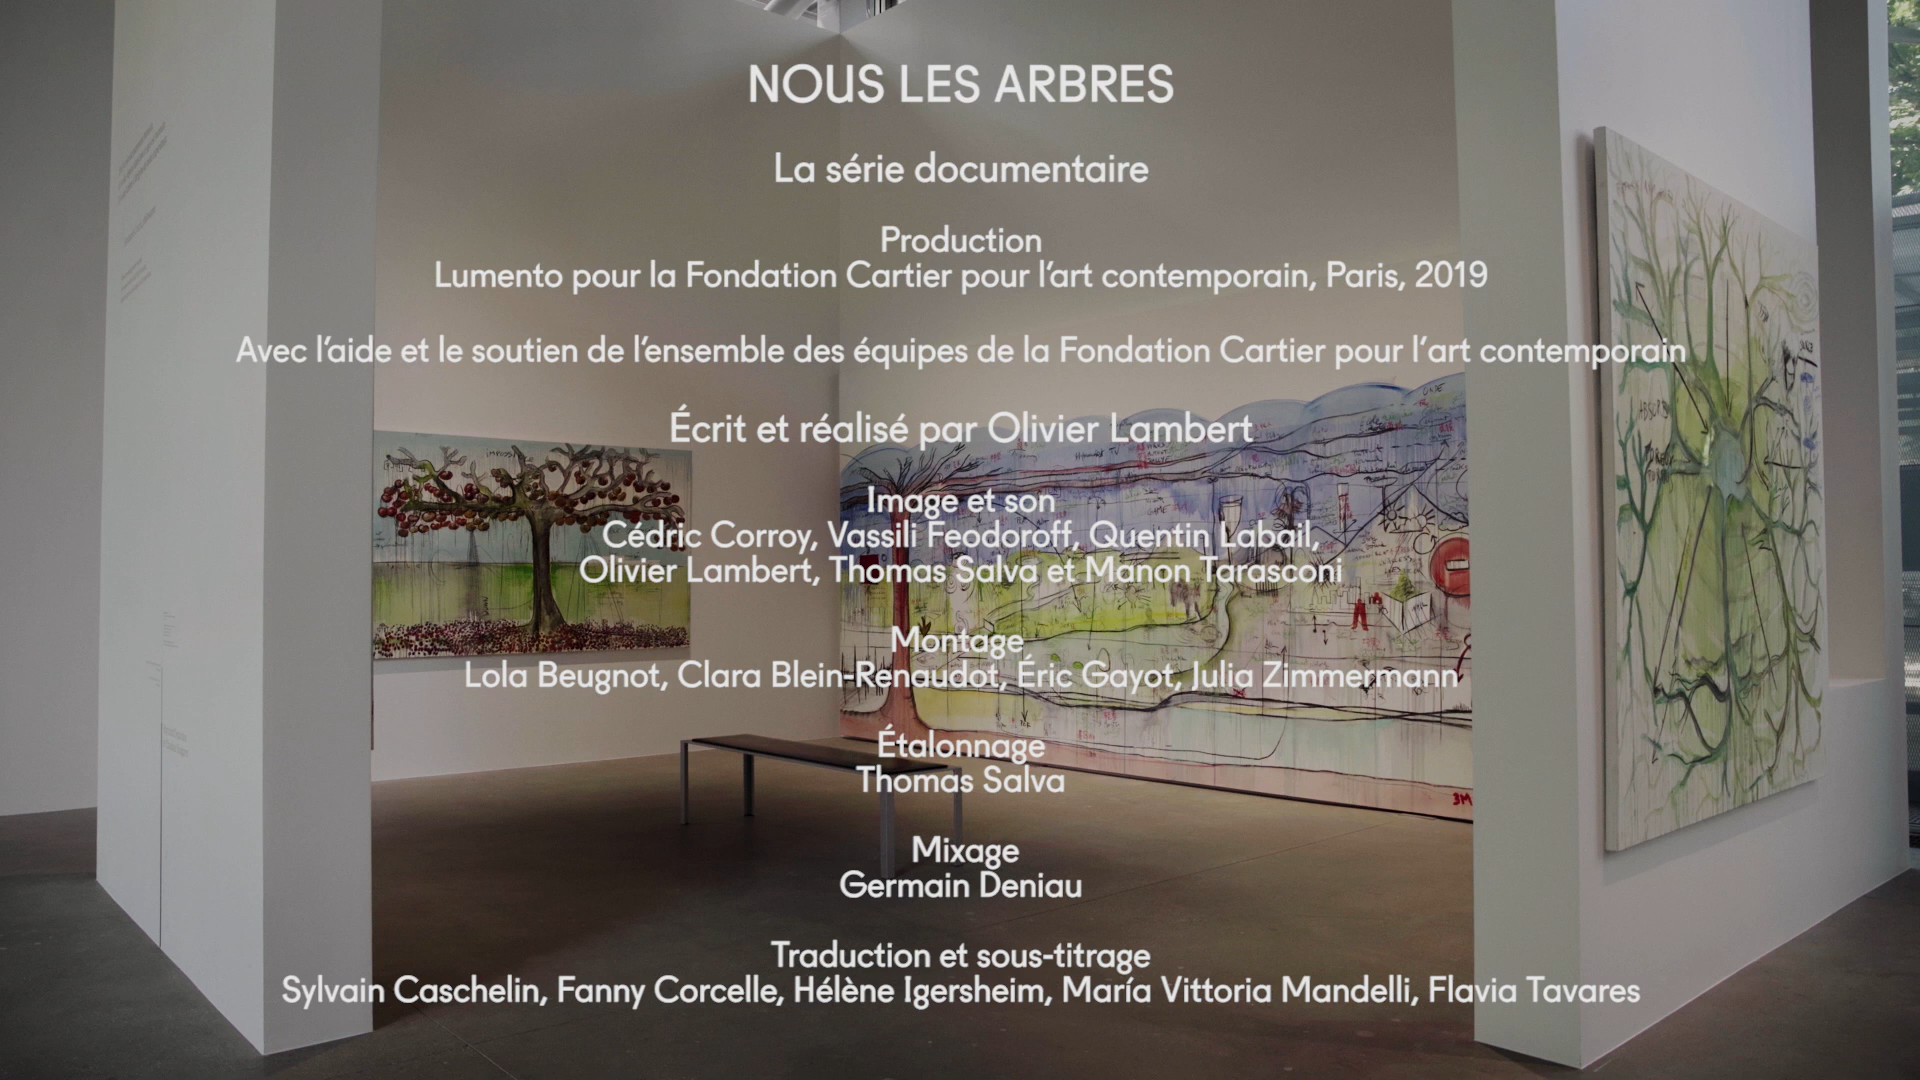 NOUS LES ARBRES
La série documentaire
Production
Lumento pour la Fondation Cartier pour l'art contemporain, Paris, 2019
Avec l'aide et le soutien de l'ensemble des équipes de la Fondation Cartier pour l'art contemporain
Écrit et réalisé par Olivier Lambert
Image et son
Cédric Corroy, Vassili Feodoroff, Quentin Labail,
Olivier Lambert, Thomas Salva et Manon Tarasconi
Montage
Lola Beugnot, Clara Blein-Renaudot, Éric Gayot, Julia Zimmermann
Étalonnage
Thomas Salva
Mixage
Germain Deniau
Traduction et sous-titrage
Sylvain Caschelin, Fanny Corcelle, Hélène Igersheim, María Vittoria Mandelli, Flavia Tavares